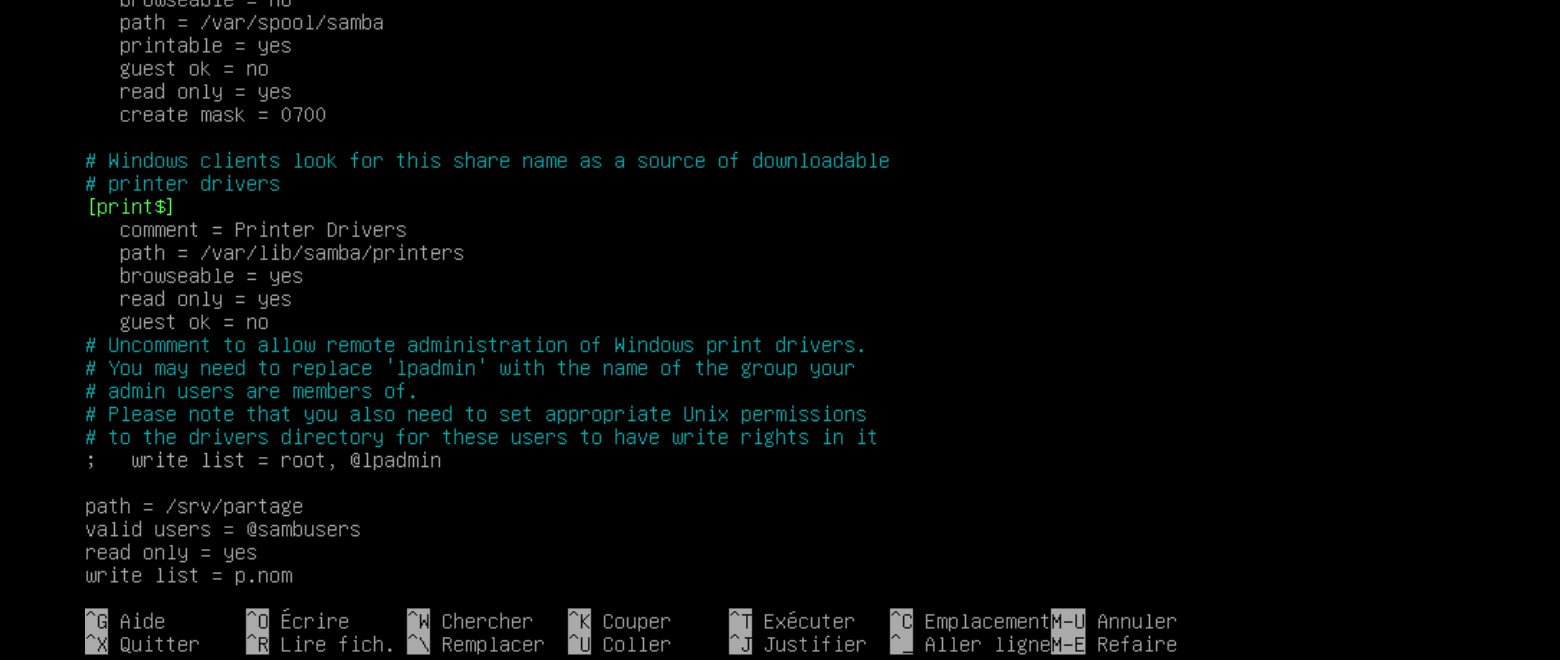 browseable = no
path = /var/spool/samba
printable = yes
guest ok = no
read only = yes
create mask = 0700
# Windows clients look for this share name as a source of downloadable
# printer drivers
[print$]
comment = Printer Drivers
path = /var/lib/samba/printers
browseable = yes
read only = yes
guest ok = no
# Uncomment to allow remote administration of Windows print drivers.
# You may need to replace 'lpadmin' with the name of the group your
# admin users are members of.
# Please note that you also need to set appropriate Unix permissions
# to the drivers directory for these users to have write rights in it
;   write list = root, @lpadmin
path = /srv/partage
valid users = @sambusers
read only = yes
write list = p.nom
^G Aide ^O Écrire ^W Chercher ^K Couper ^T Exécuter ^C Emplacement M-U Annuler
^X Quitter ^R Lire fich. ^\ Remplacer ^U Coller ^J Justifier ^_ Aller ligne M-E Refaire